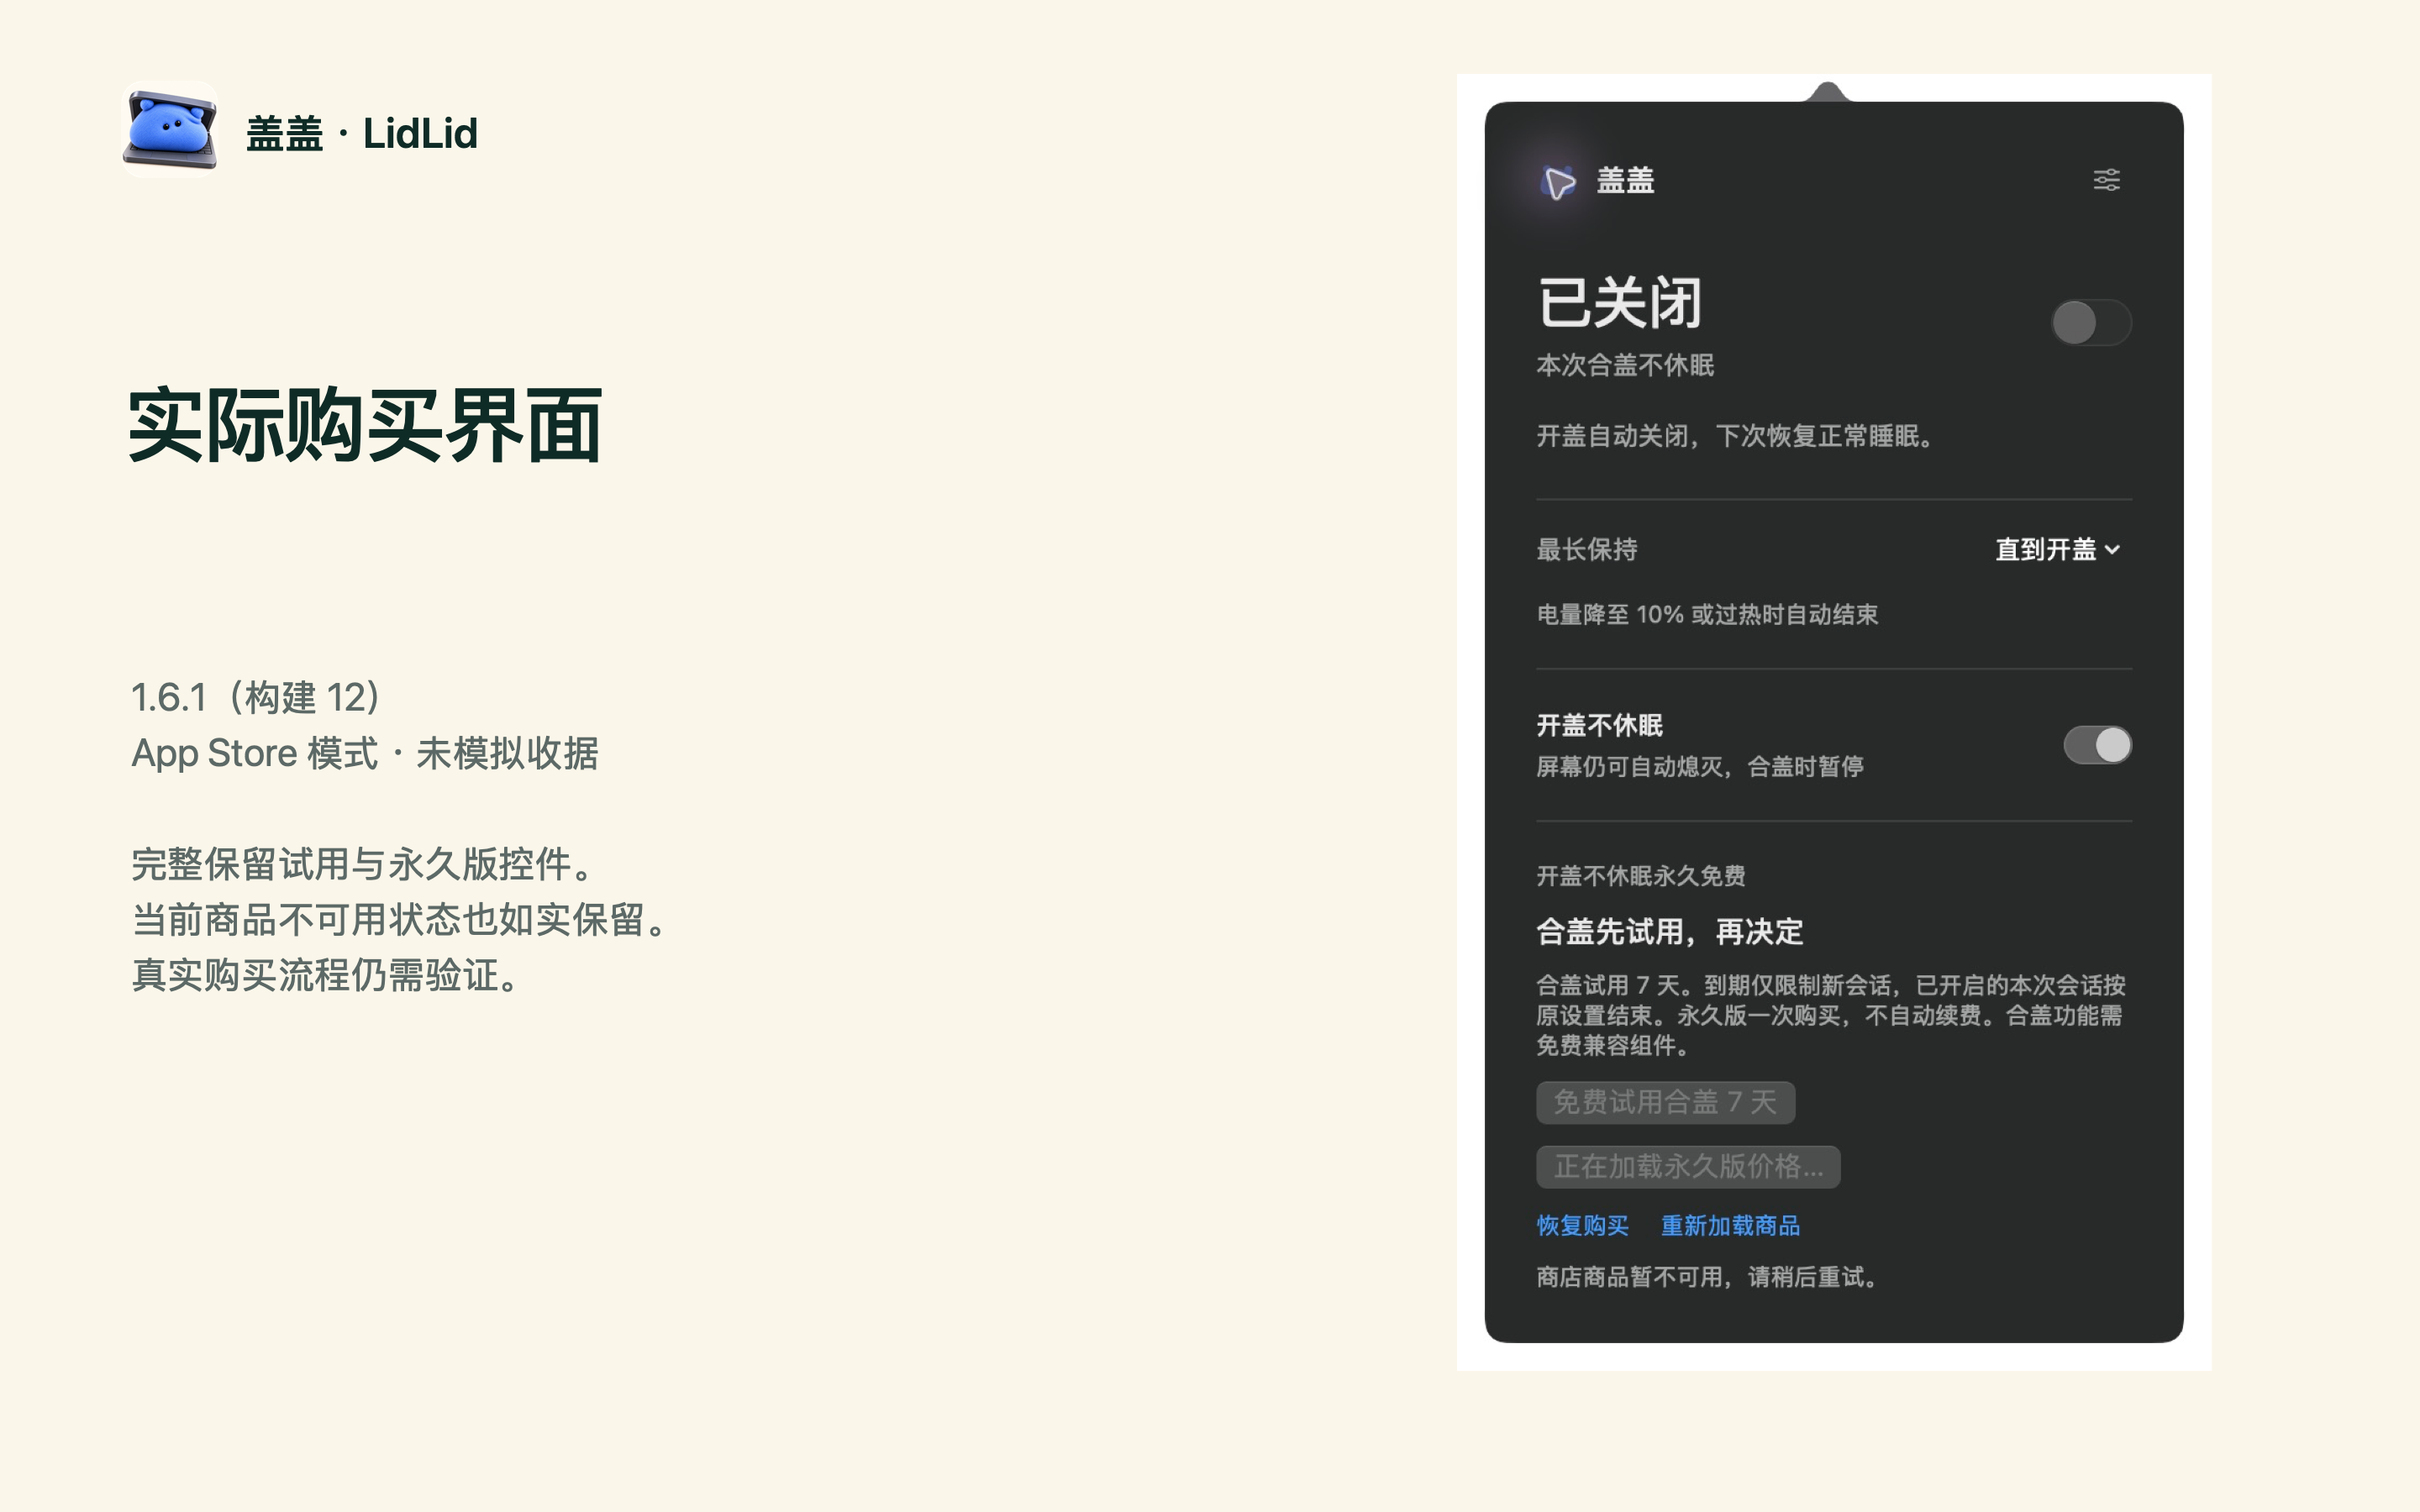 盖盖 · LidLid
实际购买界面
1.6.1（构建 12）
App Store 模式 · 未模拟收据
完整保留试用与永久版控件。
当前商品不可用状态也如实保留。
真实购买流程仍需验证。
盖盖
已关闭
本次合盖不休眠
开盖自动关闭，下次恢复正常睡眠。
最长保持
直到开盖
电量降至 10% 或过热时自动结束
开盖不休眠
屏幕仍可自动熄灭，合盖时暂停
开盖不休眠永久免费
合盖先试用，再决定
合盖试用 7 天。到期仅限制新会话，已开启的本次会话按
原设置结束。永久版一次购买，不自动续费。合盖功能需
免费兼容组件。
免费试用合盖 7 天
正在加载永久版价格...
恢复购买 重新加载商品
商店商品暂不可用，请稍后重试。